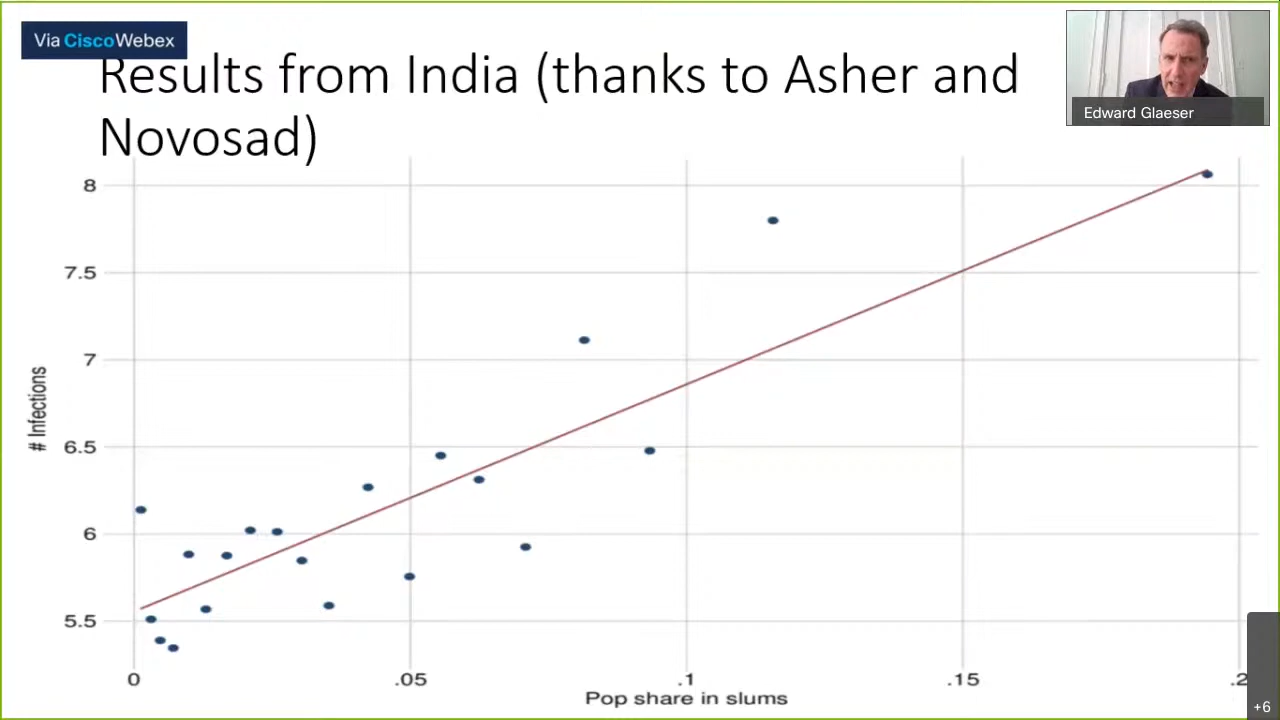 Via CiscoWebex
Results from India (thanks to Asher and
Novosad)
Edward Glaeser
8
7.5
7
6.5
6
5.5
# Infections
0 .05 .1 .15 .2
Pop share in slums
+6